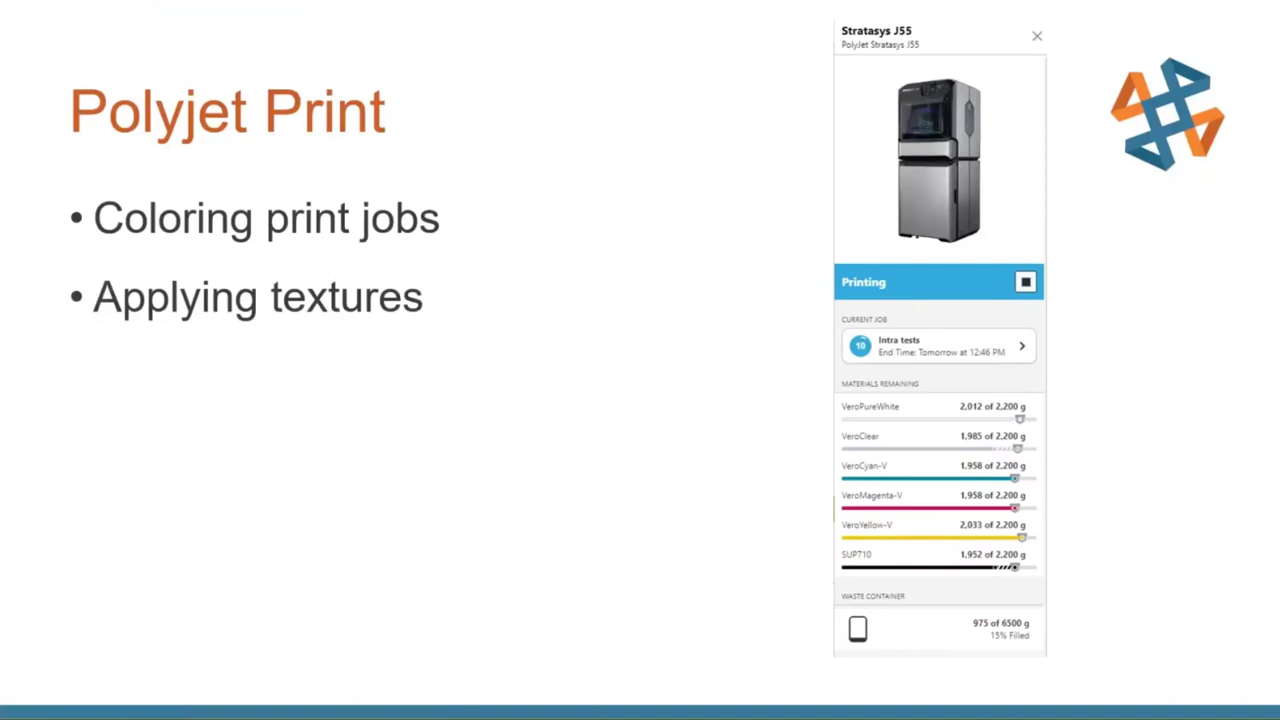 Polyjet Print
• Coloring print jobs
• Applying textures
Stratasys J55
PolyJet Stratasys J55
Printing
CURRENT JOB
10
Intra tests
End Time: Tomorrow at 12:46 PM
MATERIALS REMAINING
VeroPureWhite 2,012 of 2,200 g
VeroClear 1,985 of 2,200 g
VeroCyan-V 1,958 of 2,200 g
VeroMagenta-V 1,958 of 2,200 g
VeroYellow-V 2,033 of 2,200 g
SUP710 1,952 of 2,200 g
WASTE CONTAINER
975 of 6500 g
15% Filled